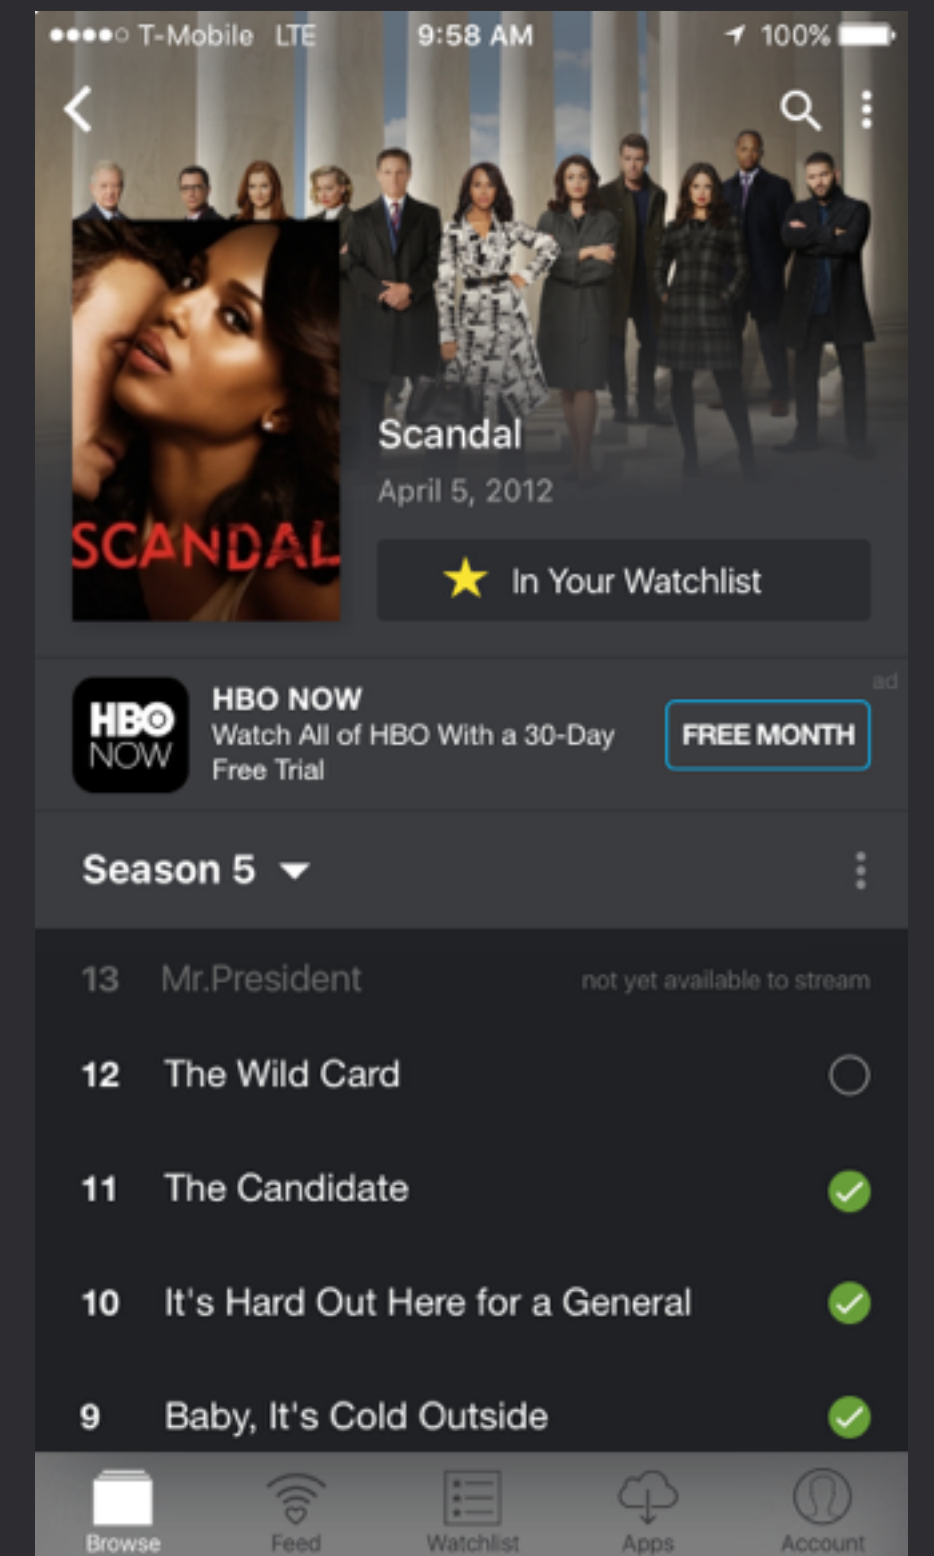 T-Mobile LTE 9:58 AM 100%
SCANDAL
Scandal
April 5, 2012
In Your Watchlist
ad
HBO NOW
HBO NOW
Watch All of HBO With a 30-Day
Free Trial
FREE MONTH
Season 5
13 Mr.President not yet available to stream
12 The Wild Card
11 The Candidate
10 It's Hard Out Here for a General
9 Baby, It's Cold Outside
Browse Feed Watchlist Apps Account